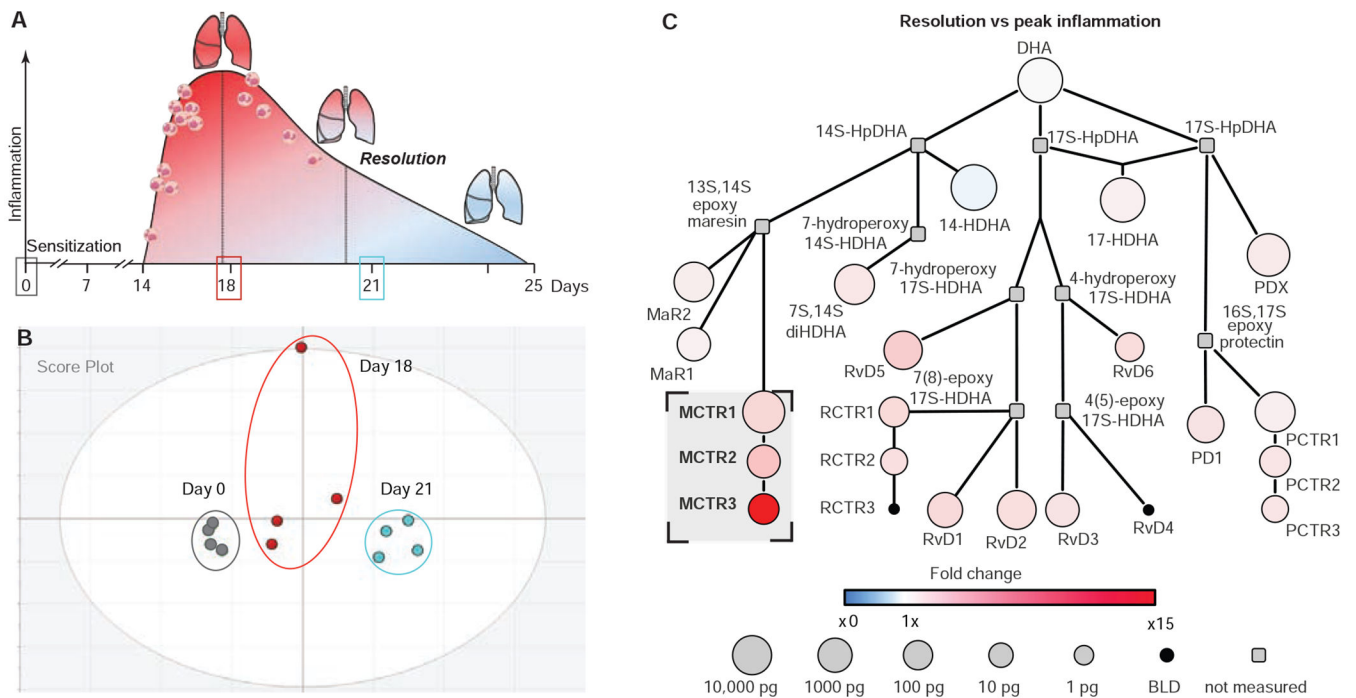 A
Inflammation
Sensitization
Resolution
0
7
14
18
21
25
Days
B
Score Plot
Day 18
Day 0
Day 21
C
Resolution vs peak inflammation
DHA
14S-HpDHA
17S-HpDHA
17S-HpDHA
13S,14S
epoxy
maresin
7-hydroperoxy
14S-HDHA
14-HDHA
17-HDHA
7-hydroperoxy
17S-HDHA
4-hydroperoxy
17S-HDHA
PDX
MaR2
7S,14S
diHDHA
16S,17S
epoxy
protectin
MaR1
RvD5
RvD6
7(8)-epoxy
17S-HDHA
4(5)-epoxy
17S-HDHA
MCTR1
MCTR2
MCTR3
RCTR1
RCTR2
RCTR3
RvD1
RvD2
RvD3
RvD4
PD1
PCTR1
PCTR2
PCTR3
Fold change
x0
1x
x15
10,000 pg
1000 pg
100 pg
10 pg
1 pg
BLD
not measured